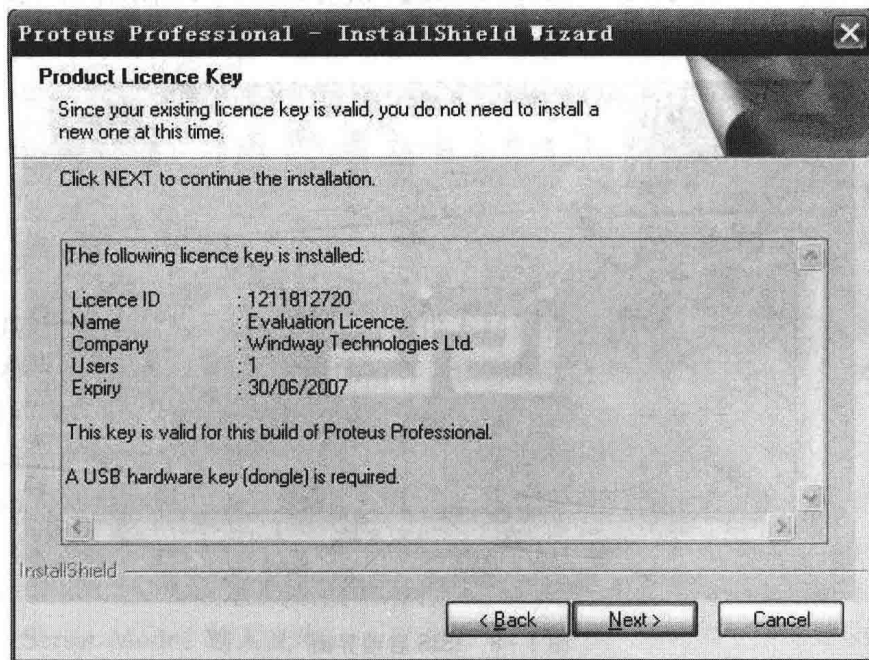 Proteus Professional - InstallShield Wizard
Product Licence Key
Since your existing licence key is valid, you do not need to install a
new one at this time.
Click NEXT to continue the installation.
The following licence key is installed:
Licence ID : 1211812720
Name : Evaluation Licence.
Company : Windway Technologies Ltd.
Users : 1
Expiry : 30/06/2007
This key is valid for this build of Proteus Professional.
A USB hardware key (dongle) is required.
InstallShield
< Back Next > Cancel